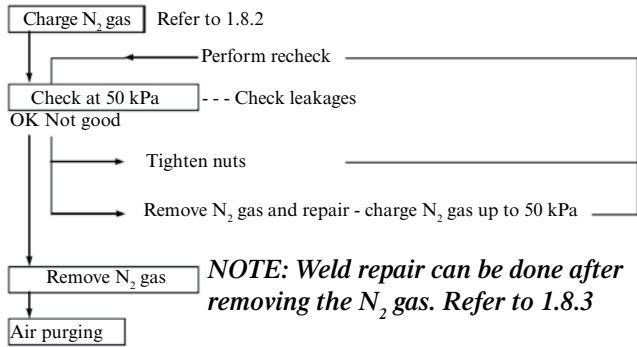 Charge N₂ gas Refer to 1.8.2
Perform recheck
Check at 50 kPa - - - Check leakages
OK Not good
Tighten nuts
Remove N₂ gas and repair - charge N₂ gas up to 50 kPa
Remove N₂ gas
NOTE: Weld repair can be done after
removing the N₂ gas. Refer to 1.8.3
Air purging